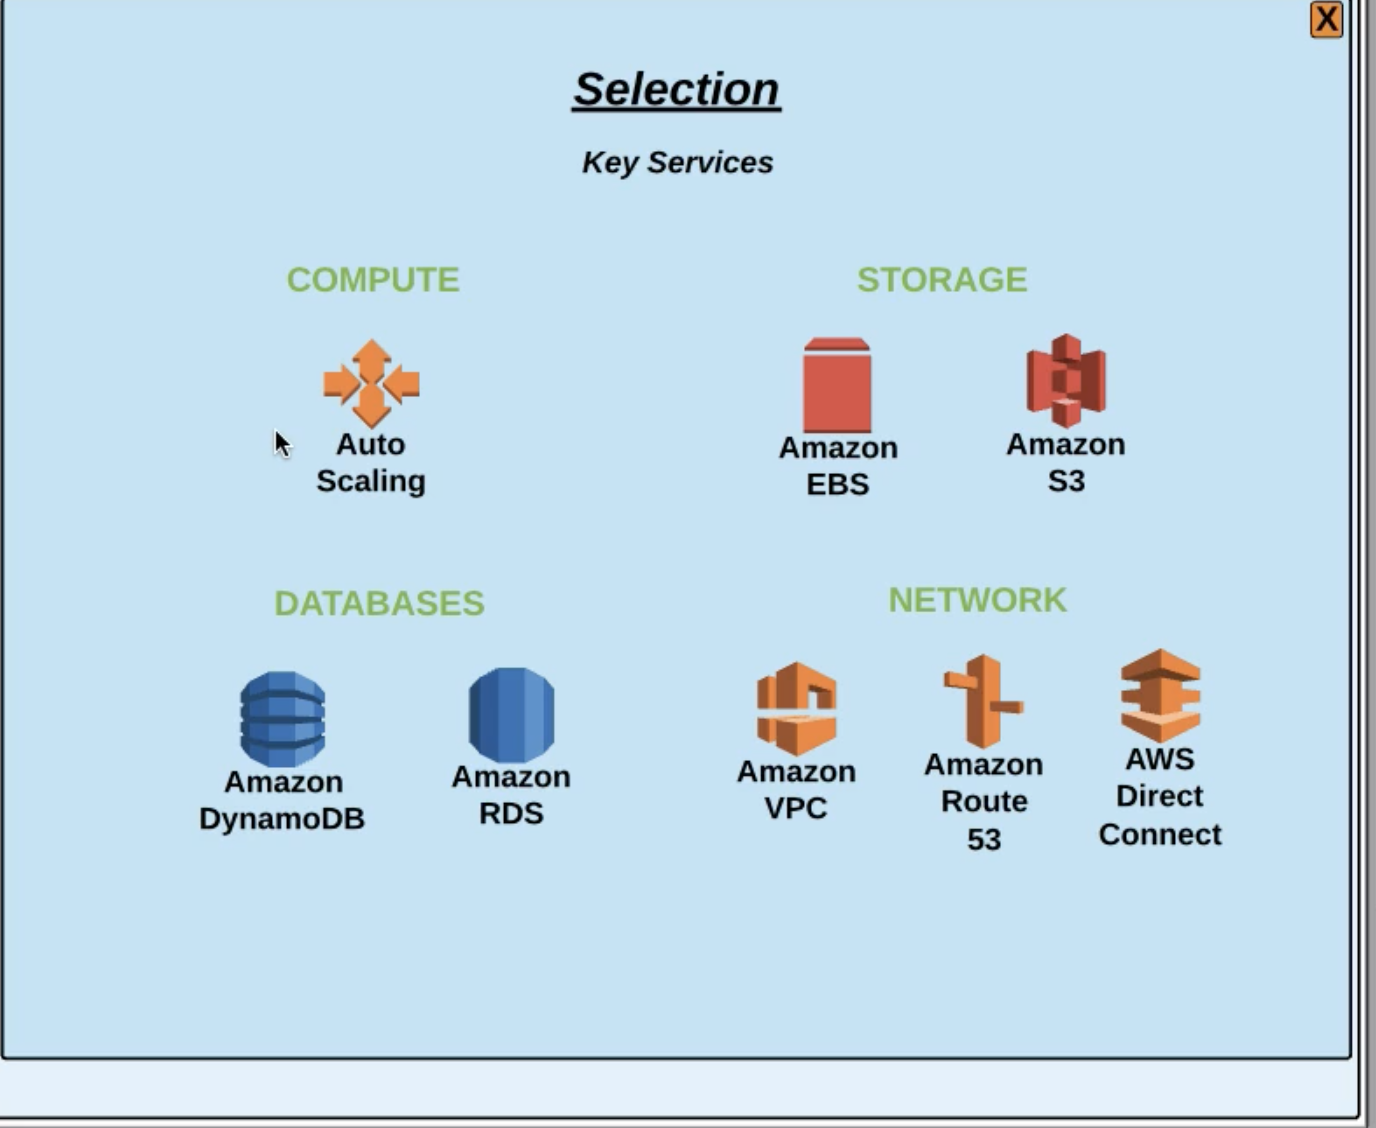 X
Selection
Key Services
COMPUTE
Auto
Scaling
STORAGE
Amazon
EBS
Amazon
S3
DATABASES
Amazon
DynamoDB
Amazon
RDS
NETWORK
Amazon
VPC
Amazon
Route
53
AWS
Direct
Connect